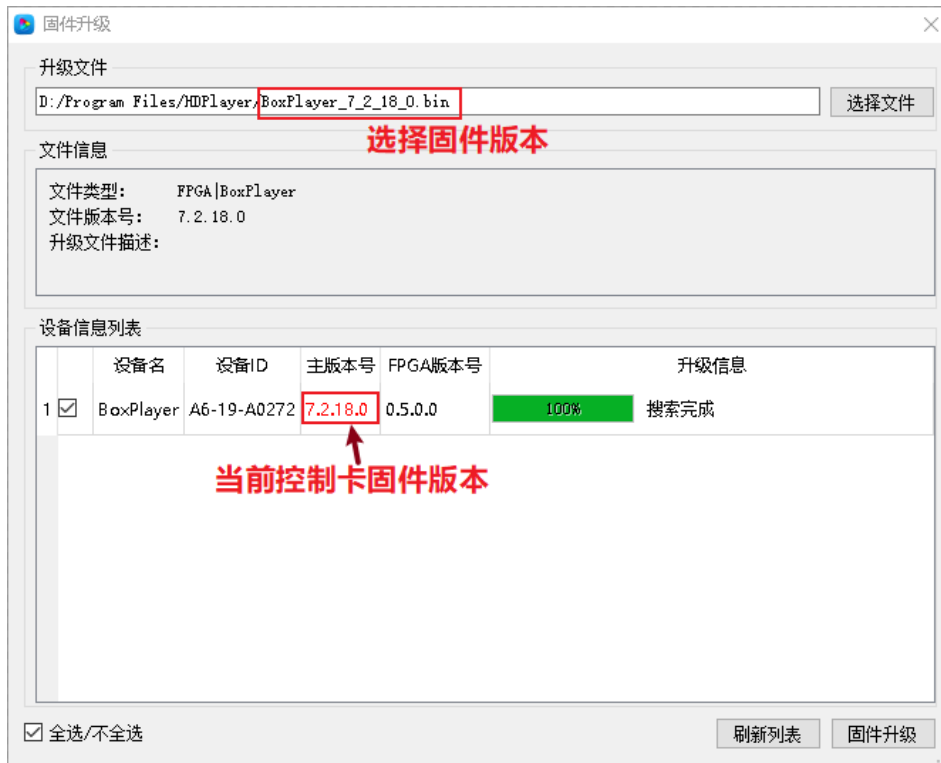 固件升级
升级文件
D:/Program Files/HDPlayer/BoxPlayer_7_2_18_0.bin
选择文件
选择固件版本
文件信息
文件类型: FPGA|BoxPlayer
文件版本号: 7.2.18.0
升级文件描述:
设备信息列表
设备名 设备ID 主版本号 FPGA版本号 升级信息
1 BoxPlayer A6-19-A0272 7.2.18.0 0.5.0.0 100% 搜索完成
当前控制卡固件版本
全选/不全选 刷新列表 固件升级